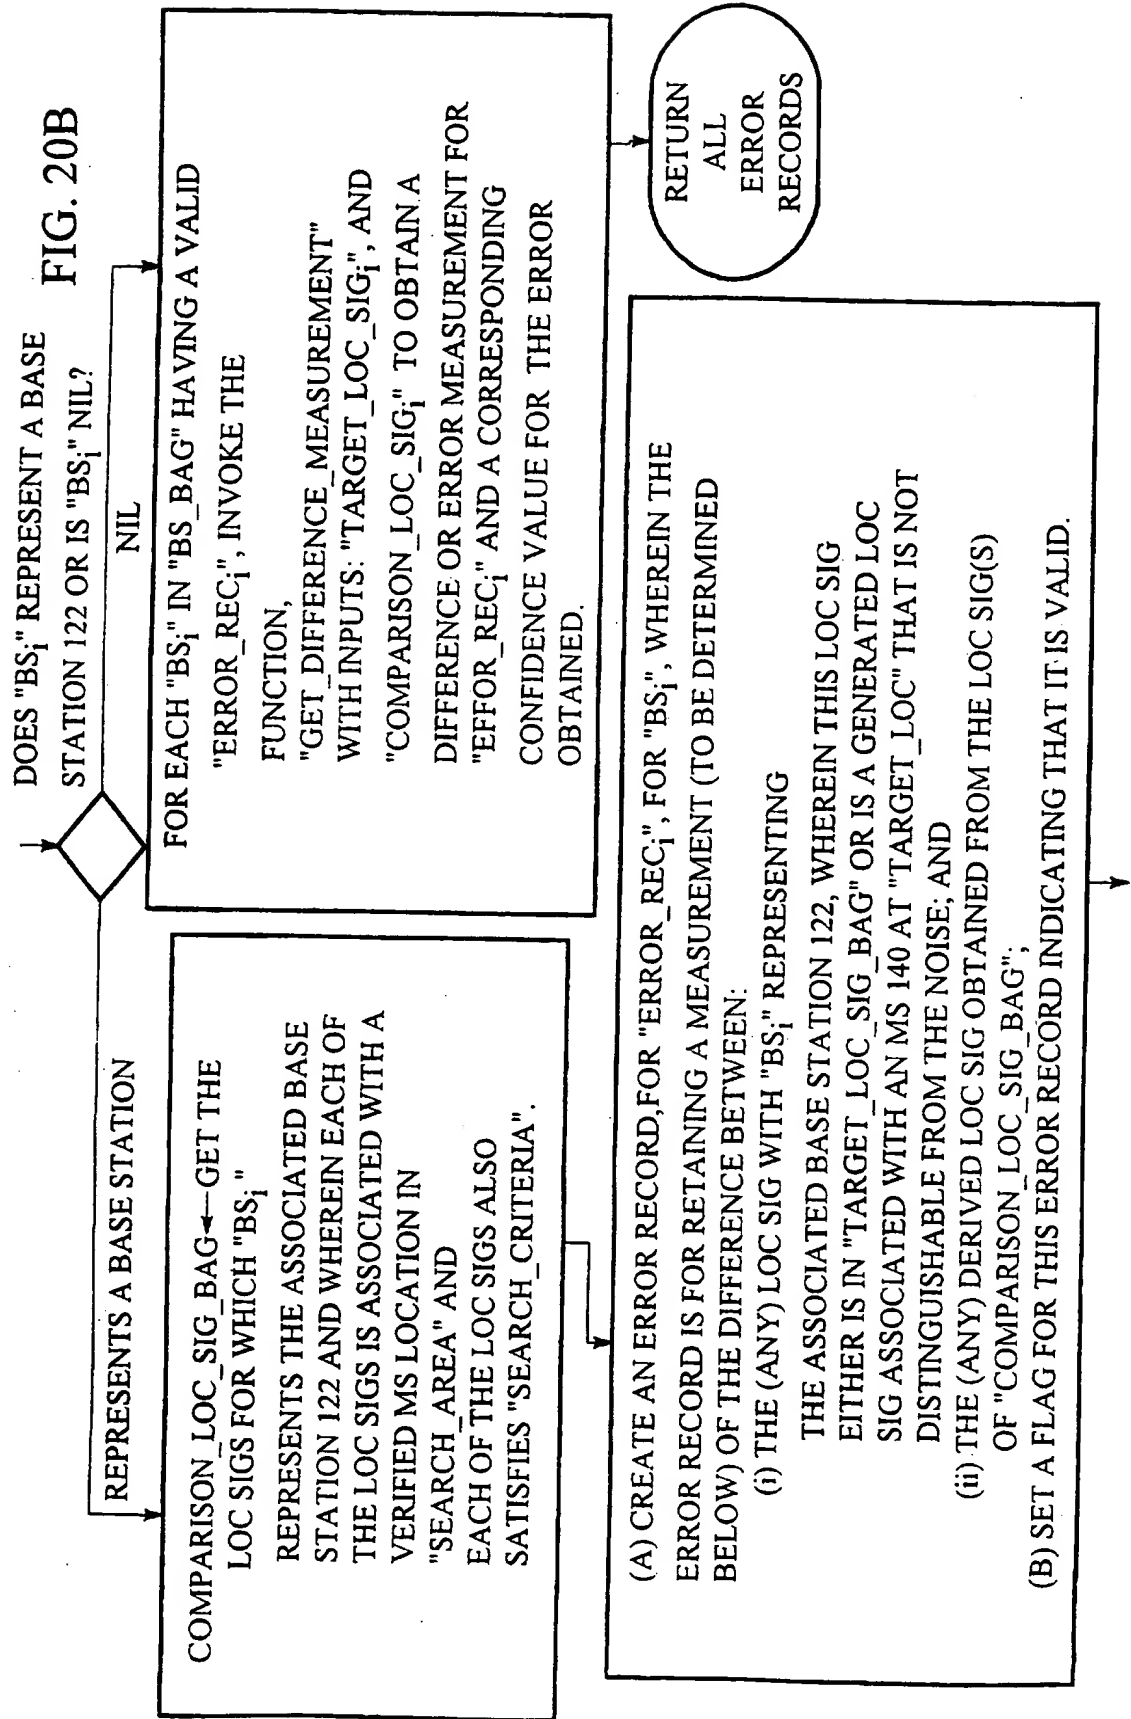 FIG. 20B
DOES "BSi" REPRESENT A BASE
STATION 122 OR IS "BSi" NIL?
REPRESENTS A BASE STATION
NIL
COMPARISON_LOC_SIG_BAG←GET THE
LOC SIGS FOR WHICH "BSi"
REPRESENTS THE ASSOCIATED BASE
STATION 122 AND WHEREIN EACH OF
THE LOC SIGS IS ASSOCIATED WITH A
VERIFIED MS LOCATION IN
"SEARCH_AREA" AND
EACH OF THE LOC SIGS ALSO
SATISFIES "SEARCH_CRITERIA".
FOR EACH "BSi" IN "BS_BAG" HAVING A VALID
"ERROR_RECi", INVOKE THE
FUNCTION,
"GET_DIFFERENCE_MEASUREMENT"
WITH INPUTS: "TARGET_LOC_SIGi", AND
"COMPARISON_LOC_SIGi" TO OBTAIN A
DIFFERENCE OR ERROR MEASUREMENT FOR
"EFFOR_RECi" AND A CORRESPONDING
CONFIDENCE VALUE FOR THE ERROR
OBTAINED.
RETURN
ALL
ERROR
RECORDS
(A) CREATE AN ERROR RECORD, FOR "ERROR_RECi", FOR "BSi", WHEREIN THE
ERROR RECORD IS FOR RETAINING A MEASUREMENT (TO BE DETERMINED
BELOW) OF THE DIFFERENCE BETWEEN:
(i) THE (ANY) LOC SIG WITH "BSi" REPRESENTING
THE ASSOCIATED BASE STATION 122, WHEREIN THIS LOC SIG
EITHER IS IN "TARGET_LOC_SIG_BAG" OR IS A GENERATED LOC
SIG ASSOCIATED WITH AN MS 140 AT "TARGET_LOC" THAT IS NOT
DISTINGUISHABLE FROM THE NOISE; AND
(ii) THE (ANY) DERIVED LOC SIG OBTAINED FROM THE LOC SIG(S)
OF "COMPARISON_LOC_SIG_BAG";
(B) SET A FLAG FOR THIS ERROR RECORD INDICATING THAT IT IS VALID.